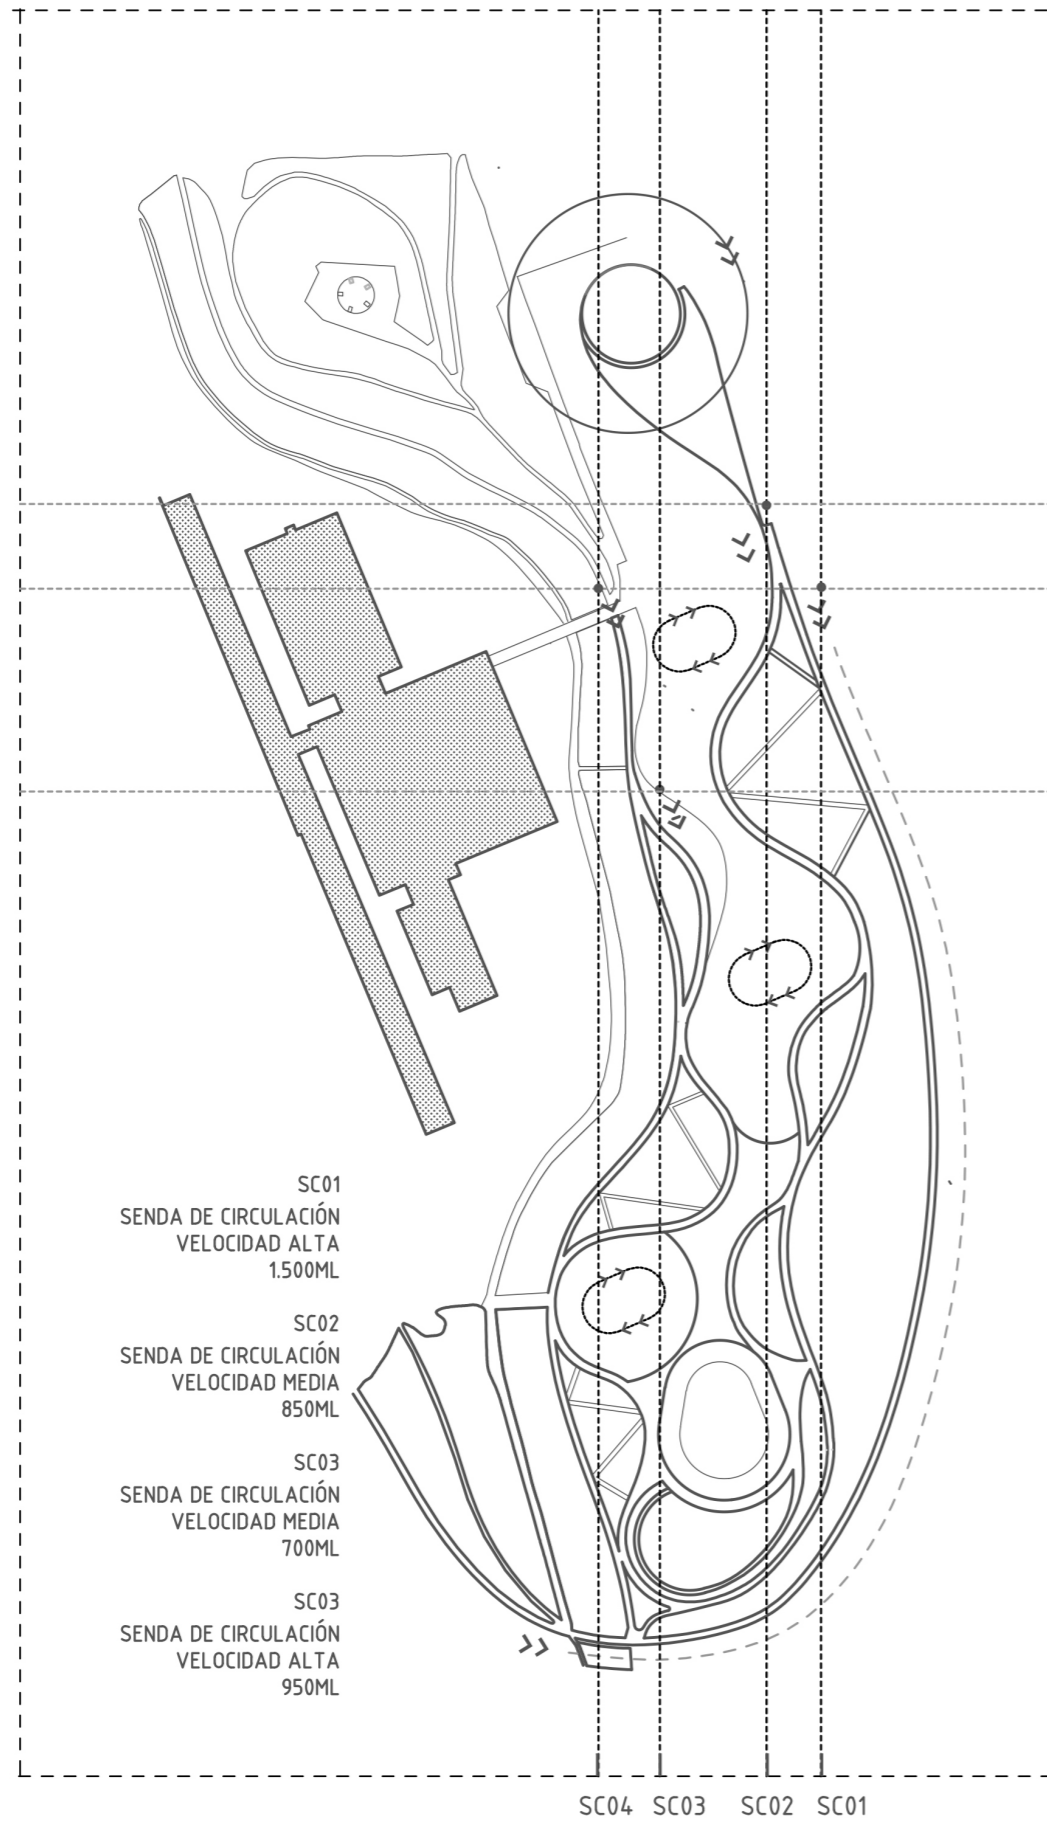 SC01
SENDA DE CIRCULACIÓN
VELOCIDAD ALTA
1.500ML
SC02
SENDA DE CIRCULACIÓN
VELOCIDAD MEDIA
850ML
SC03
SENDA DE CIRCULACIÓN
VELOCIDAD MEDIA
700ML
SC03
SENDA DE CIRCULACIÓN
VELOCIDAD ALTA
950ML
SC04 SC03 SC02 SC01